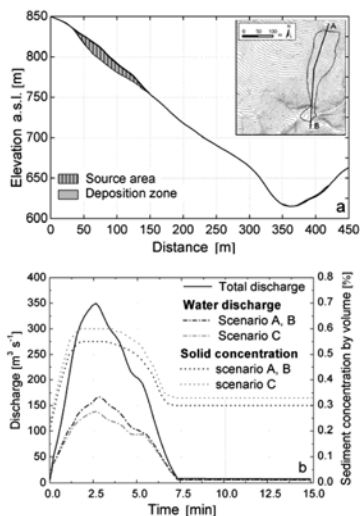 850
800
750
700
650
600
Elevation a.s.l. [m]
0 50 100 150 200 250 300 350 400 450
Distance [m]
Source area
Deposition zone
a
A
B
0 50 100
m
N
400
350
300
250
200
150
100
50
0
Discharge [m³ s⁻¹]
Total discharge
Water discharge
Scenario A, B
Scenario C
Solid concentration
scenario A, B
scenario C
b
0.8
0.7
0.6
0.5
0.4
0.3
0.2
0.1
0.0
Sediment concentration by volume [%]
0.0 2.5 5.0 7.5 10.0 12.5 15.0
Time [min]